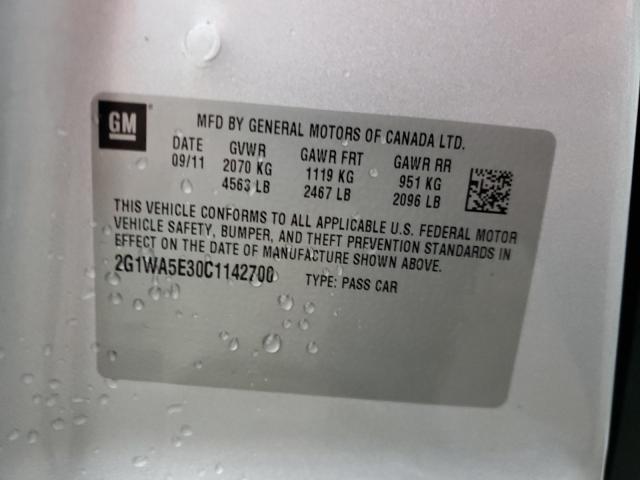 GM
MFD BY GENERAL MOTORS OF CANADA LTD.
DATE GVWR GAWR FRT GAWR RR
09/11 2070 KG 1119 KG 951 KG
4563 LB 2467 LB 2096 LB
THIS VEHICLE CONFORMS TO ALL APPLICABLE U.S. FEDERAL MOTOR
VEHICLE SAFETY, BUMPER, AND THEFT PREVENTION STANDARDS IN
EFFECT ON THE DATE OF MANUFACTURE SHOWN ABOVE.
2G1WA5E30C1142700 TYPE: PASS CAR